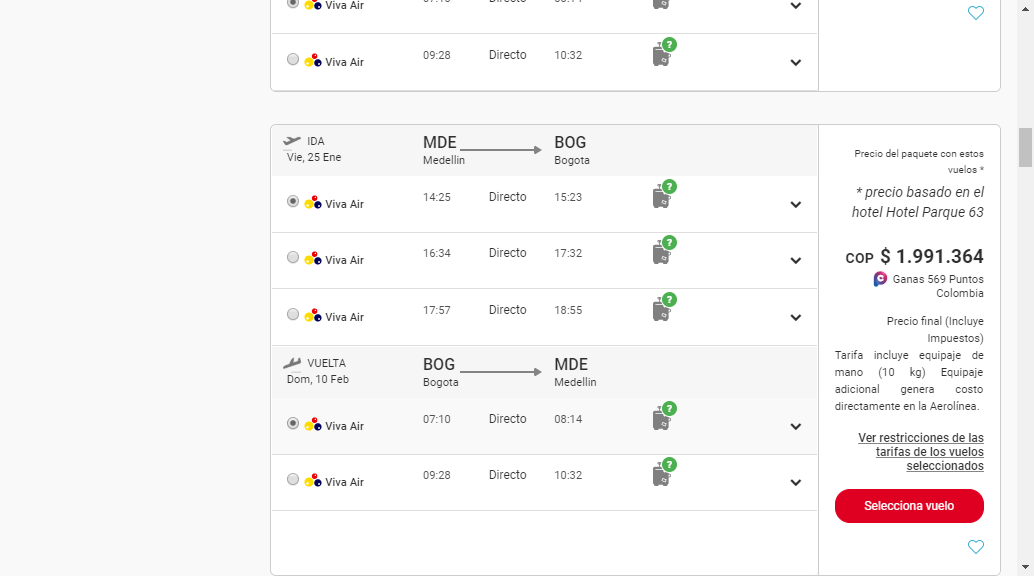 Viva Air
09:28 Directo 10:32 ?
Viva Air
IDA
Vie, 25 Ene
MDE BOG
Medellin Bogota
14:25 Directo 15:23 ?
Viva Air
16:34 Directo 17:32 ?
Viva Air
17:57 Directo 18:55 ?
Viva Air
VUELTA
Dom, 10 Feb
BOG MDE
Bogota Medellin
07:10 Directo 08:14 ?
Viva Air
09:28 Directo 10:32 ?
Viva Air
Precio del paquete con estos
vuelos *
* precio basado en el
hotel Hotel Parque 63
COP $ 1.991.364
Ganas 569 Puntos
Colombia
Precio final (Incluye
Impuestos)
Tarifa incluye equipaje de
mano (10 kg) Equipaje
adicional genera costo
directamente en la Aerolínea.
Ver restricciones de las
tarifas de los vuelos
seleccionados
Selecciona vuelo